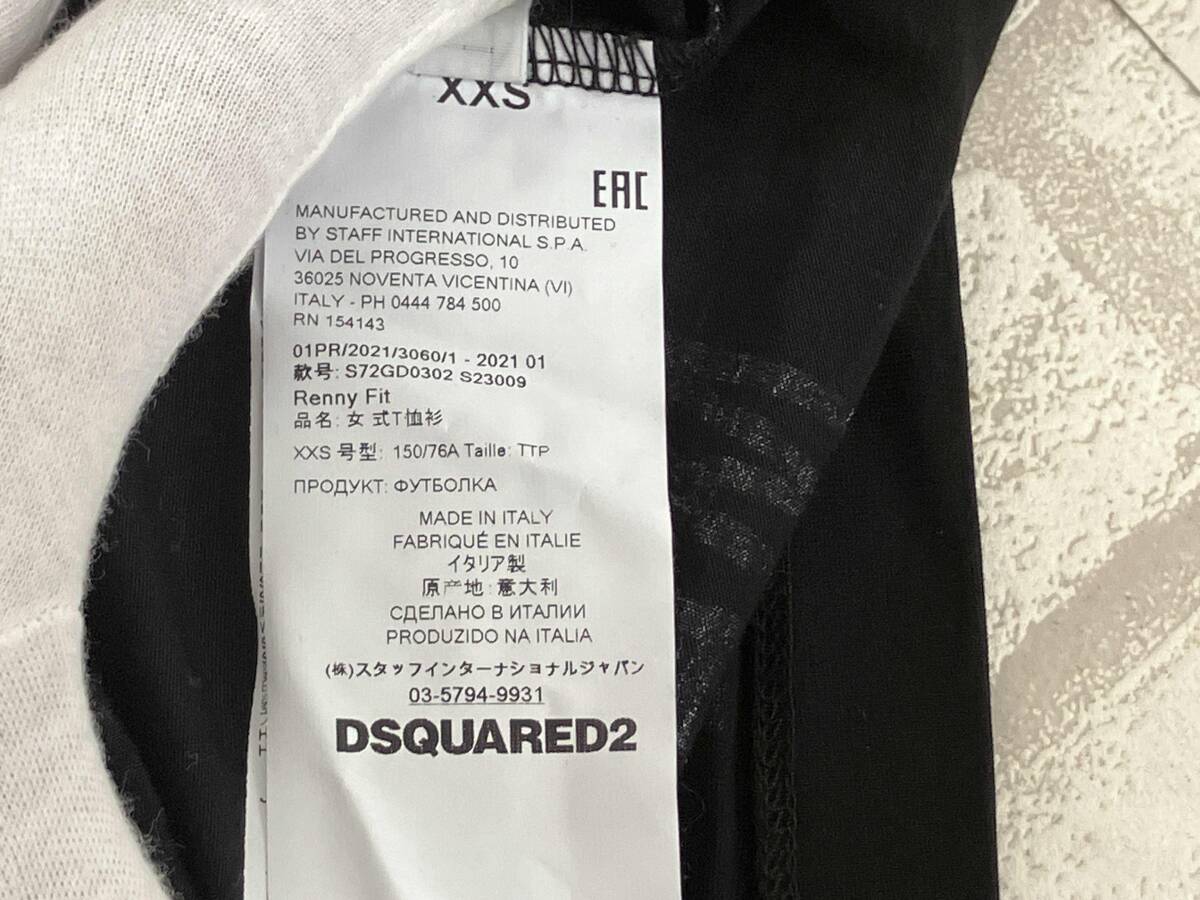 XXS
EAC
MANUFACTURED AND DISTRIBUTED
BY STAFF INTERNATIONAL S.P.A.
VIA DEL PROGRESSO, 10
36025 NOVENTA VICENTINA (VI)
ITALY - PH 0444 784 500
RN 154143
01PR/2021/3060/1 - 2021 01
款号: S72GD0302 S23009
Renny Fit
品名: 女 式T恤衫
XXS 号型: 150/76A Taille: TTP
ПРОДУКТ: ФУТБОЛКА
MADE IN ITALY
FABRIQUÉ EN ITALIE
イタリア製
原产地: 意大利
СДЕЛАНО В ИТАЛИИ
PRODUZIDO NA ITALIA
(株)スタッフインターナショナルジャパン
03-5794-9931
DSQUARED2